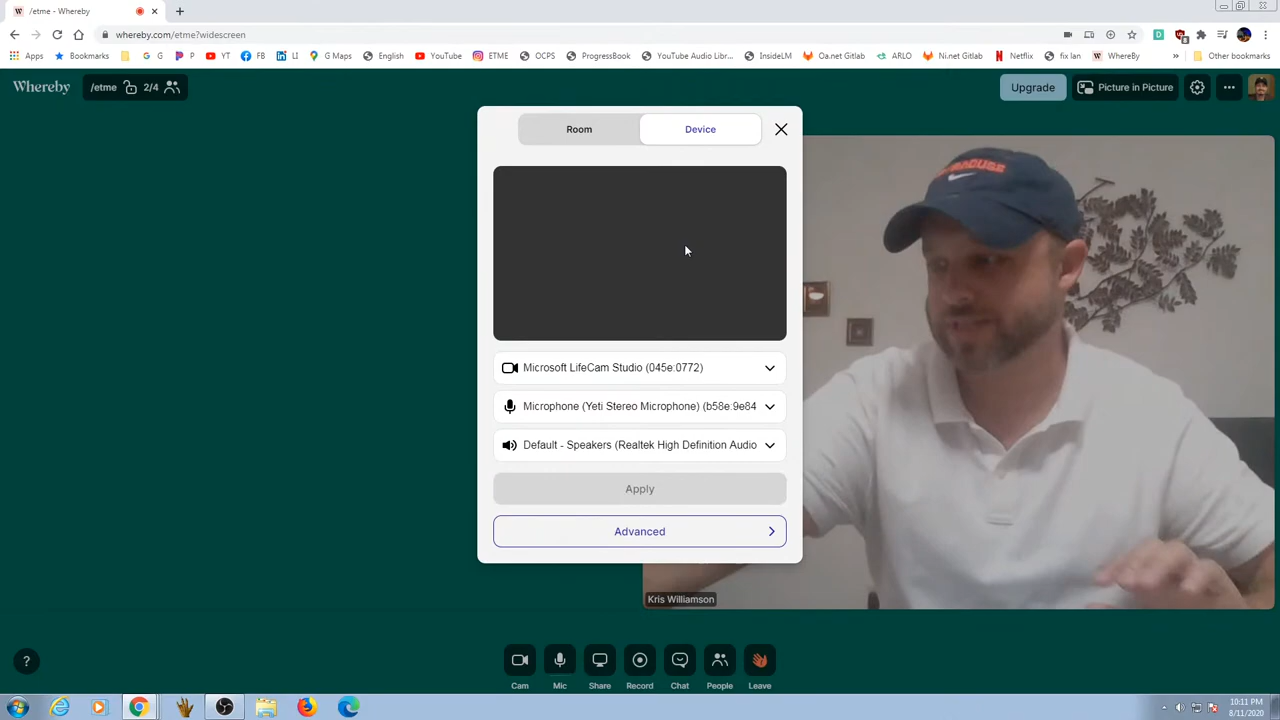 /etme - Whereby
whereby.com/etme?widescreen
Apps Bookmarks G G P YT FB LI G Maps English YouTube ETME OCPS ProgressBook YouTube Audio Libr... InsideLM Oa.net Gitlab ARLO Ni.net Gitlab Netflix fix lan WhereBy » Other bookmarks
Whereby /etme 2/4 Upgrade Picture in Picture
Room Device
SYRACUSE
Microsoft LifeCam Studio (045e:0772)
Microphone (Yeti Stereo Microphone) (b58e:9e84
Default - Speakers (Realtek High Definition Audio
Apply
Advanced
Kris Williamson
?
Cam Mic Share Record Chat People Leave
10:11 PM
8/11/2020